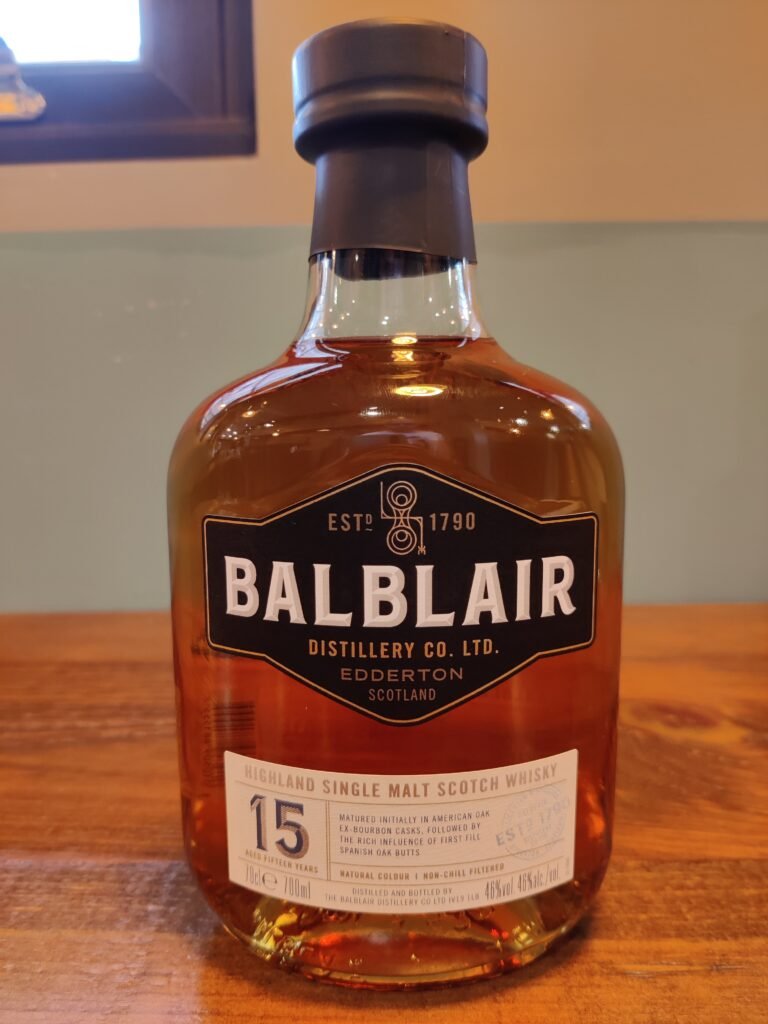 ESTD 1790
BALBLAIR
DISTILLERY CO. LTD.
EDDERTON
SCOTLAND
HIGHLAND SINGLE MALT SCOTCH WHISKY
15
AGED FIFTEEN YEARS
MATURED INITIALLY IN AMERICAN OAK
EX-BOURBON CASKS, FOLLOWED BY
THE RICH INFLUENCE OF FIRST FILL
SPANISH OAK BUTTS
BALBLAIR
ESTD 1790
NATURAL COLOUR | NON-CHILL FILTERED
70cl ℮ 700ml
DISTILLED AND BOTTLED BY
THE BALBLAIR DISTILLERY CO LTD IV19 1LB
46%vol. 46%alc./vol.